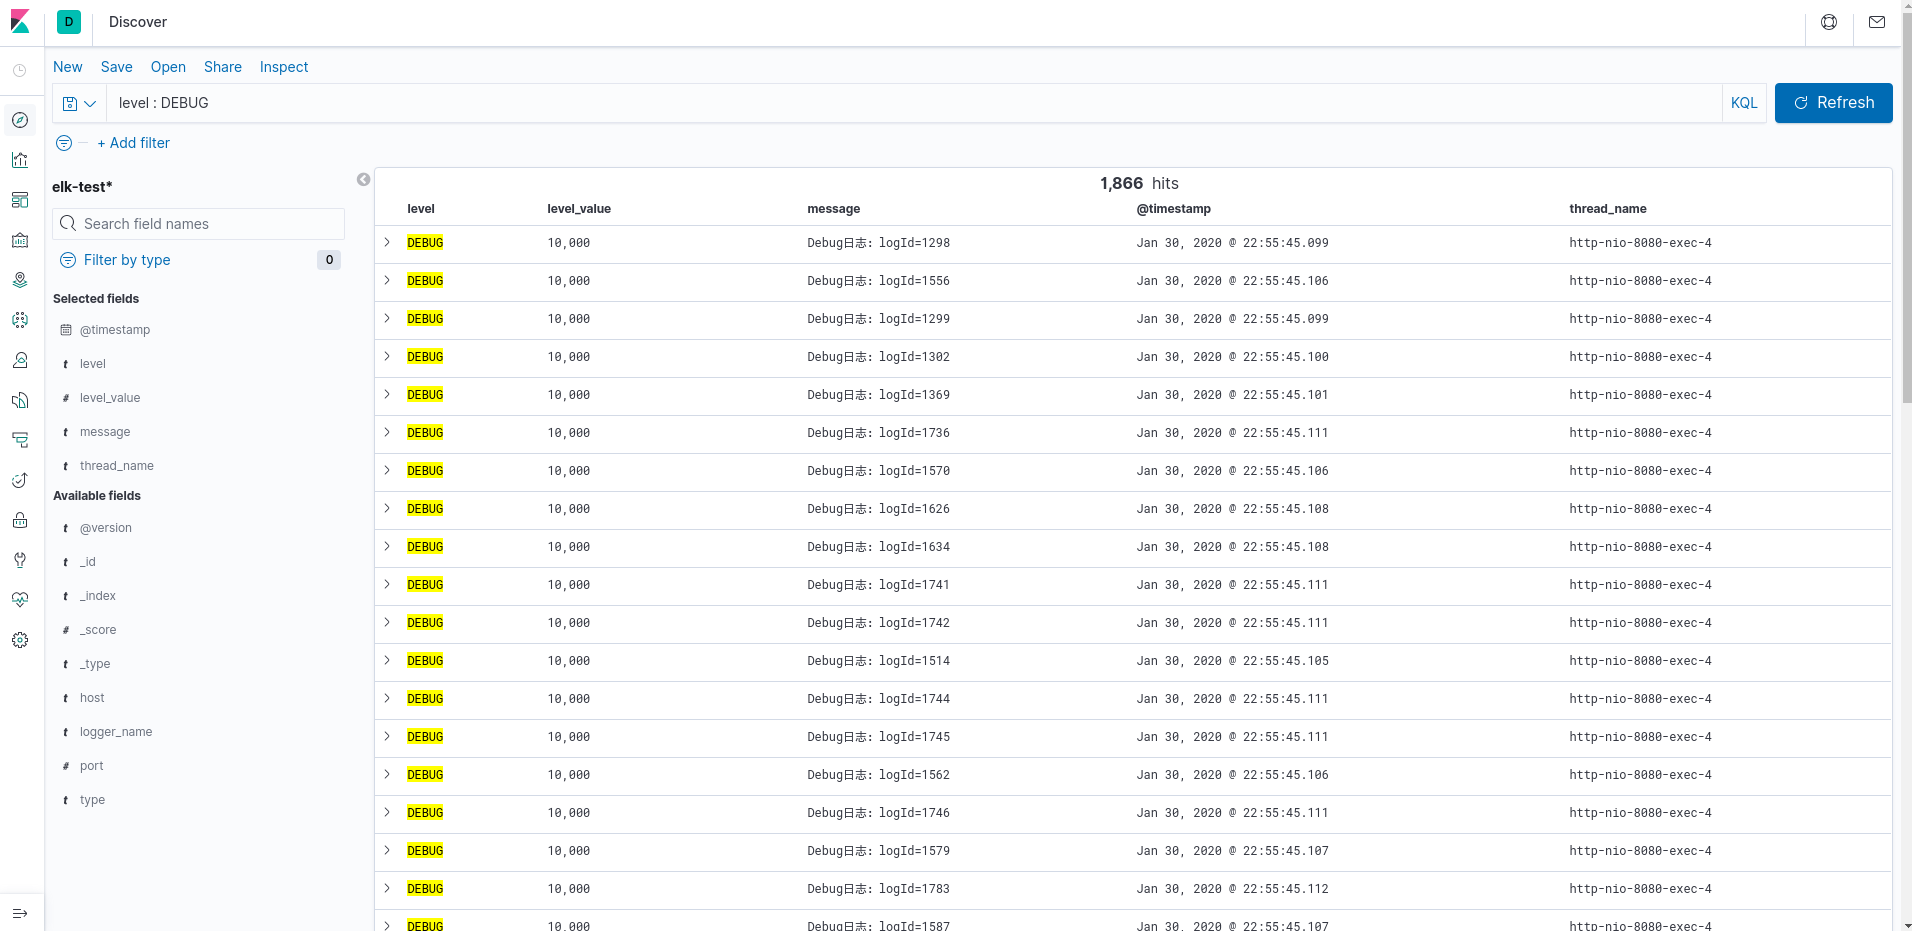 D Discover
New Save Open Share Inspect
level : DEBUG KQL Refresh
+ Add filter
elk-test*
Search field names
Filter by type 0
Selected fields
@timestamp
t level
# level_value
t message
t thread_name
Available fields
t @version
t _id
t _index
# _score
t _type
t host
t logger_name
# port
t type
1,866 hits
level level_value message @timestamp thread_name
DEBUG 10,000 Debug日志：logId=1298 Jan 30, 2020 @ 22:55:45.099 http-nio-8080-exec-4
DEBUG 10,000 Debug日志：logId=1556 Jan 30, 2020 @ 22:55:45.106 http-nio-8080-exec-4
DEBUG 10,000 Debug日志：logId=1299 Jan 30, 2020 @ 22:55:45.099 http-nio-8080-exec-4
DEBUG 10,000 Debug日志：logId=1302 Jan 30, 2020 @ 22:55:45.100 http-nio-8080-exec-4
DEBUG 10,000 Debug日志：logId=1369 Jan 30, 2020 @ 22:55:45.101 http-nio-8080-exec-4
DEBUG 10,000 Debug日志：logId=1736 Jan 30, 2020 @ 22:55:45.111 http-nio-8080-exec-4
DEBUG 10,000 Debug日志：logId=1570 Jan 30, 2020 @ 22:55:45.106 http-nio-8080-exec-4
DEBUG 10,000 Debug日志：logId=1626 Jan 30, 2020 @ 22:55:45.108 http-nio-8080-exec-4
DEBUG 10,000 Debug日志：logId=1634 Jan 30, 2020 @ 22:55:45.108 http-nio-8080-exec-4
DEBUG 10,000 Debug日志：logId=1741 Jan 30, 2020 @ 22:55:45.111 http-nio-8080-exec-4
DEBUG 10,000 Debug日志：logId=1742 Jan 30, 2020 @ 22:55:45.111 http-nio-8080-exec-4
DEBUG 10,000 Debug日志：logId=1514 Jan 30, 2020 @ 22:55:45.105 http-nio-8080-exec-4
DEBUG 10,000 Debug日志：logId=1744 Jan 30, 2020 @ 22:55:45.111 http-nio-8080-exec-4
DEBUG 10,000 Debug日志：logId=1745 Jan 30, 2020 @ 22:55:45.111 http-nio-8080-exec-4
DEBUG 10,000 Debug日志：logId=1562 Jan 30, 2020 @ 22:55:45.106 http-nio-8080-exec-4
DEBUG 10,000 Debug日志：logId=1746 Jan 30, 2020 @ 22:55:45.111 http-nio-8080-exec-4
DEBUG 10,000 Debug日志：logId=1579 Jan 30, 2020 @ 22:55:45.107 http-nio-8080-exec-4
DEBUG 10,000 Debug日志：logId=1783 Jan 30, 2020 @ 22:55:45.112 http-nio-8080-exec-4
DEBUG 10,000 Debug日志：logId=1587 Jan 30, 2020 @ 22:55:45.107 http-nio-8080-exec-4